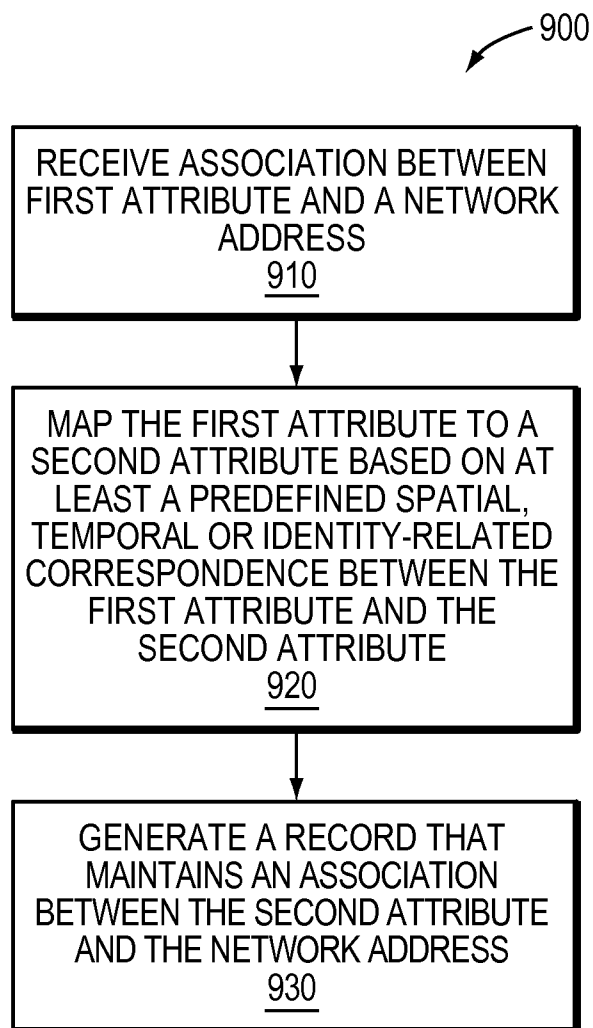 900
RECEIVE ASSOCIATION BETWEEN
FIRST ATTRIBUTE AND A NETWORK
ADDRESS
910
MAP THE FIRST ATTRIBUTE TO A
SECOND ATTRIBUTE BASED ON AT
LEAST A PREDEFINED SPATIAL,
TEMPORAL OR IDENTITY-RELATED
CORRESPONDENCE BETWEEN THE
FIRST ATTRIBUTE AND THE
SECOND ATTRIBUTE
920
GENERATE A RECORD THAT
MAINTAINS AN ASSOCIATION
BETWEEN THE SECOND ATTRIBUTE
AND THE NETWORK ADDRESS
930